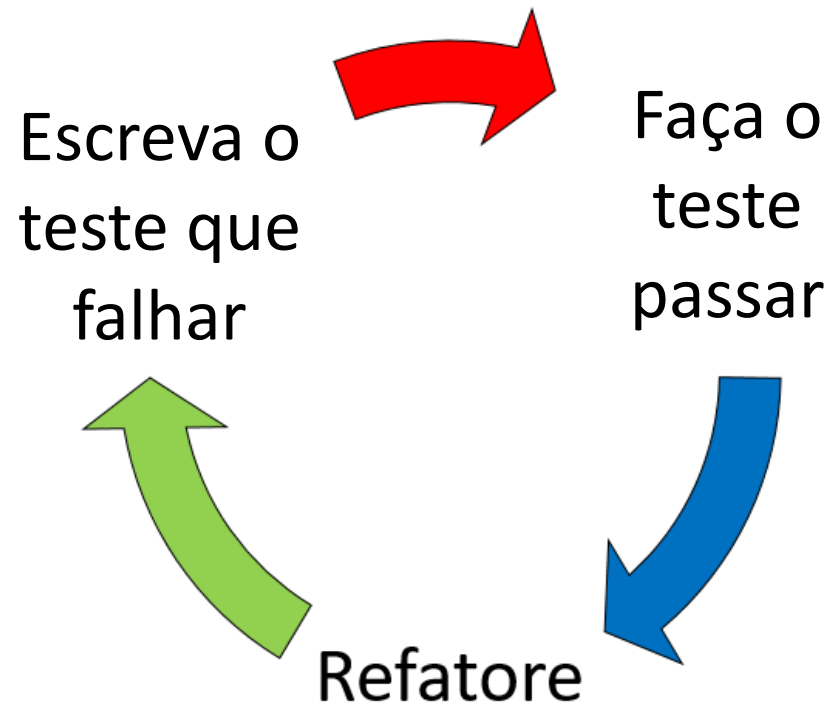 Escreva o
teste que
falhar
Faça o
teste
passar
Refatore